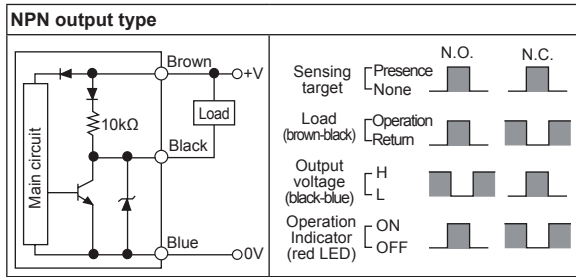 NPN output type
Brown
+V
Load
10kΩ
Black
Main circuit
Blue
0V
N.O. N.C.
Sensing target Presence None
Load (brown-black) Operation Return
Output voltage (black-blue) H L
Operation Indicator (red LED) ON OFF